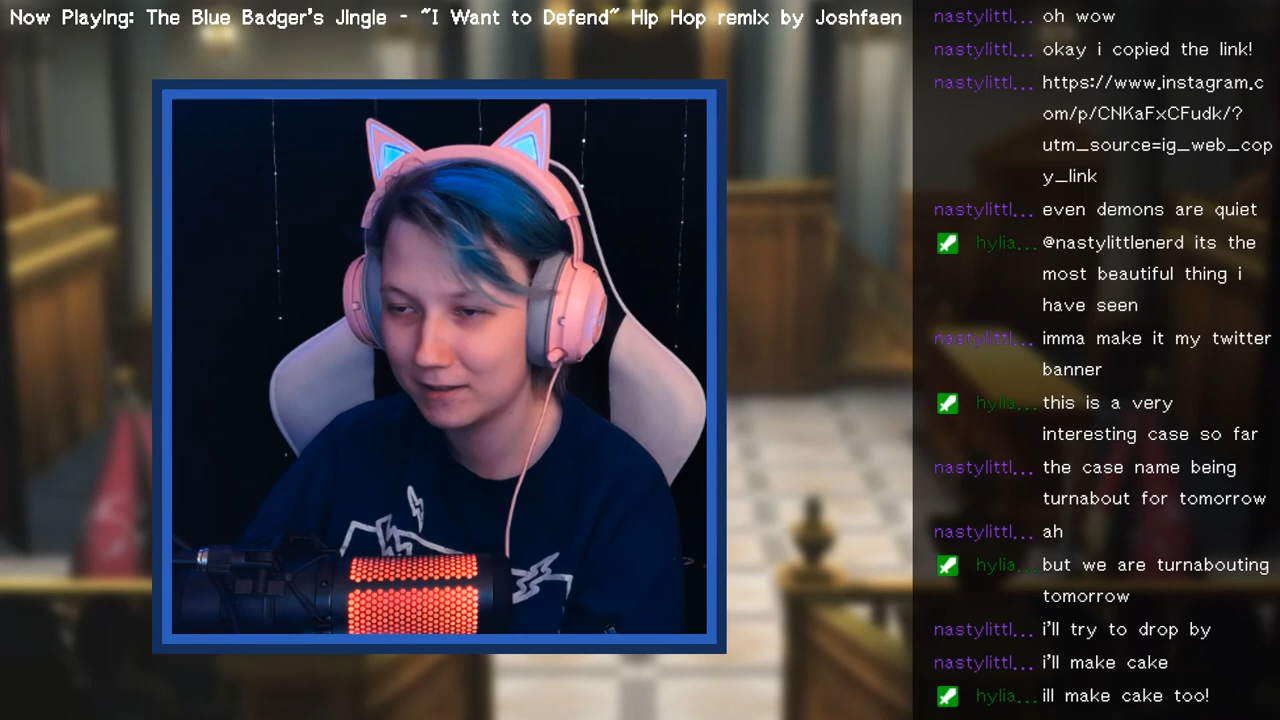 Now Playing: The Blue Badger's Jingle - "I Want to Defend" Hip Hop remix by Joshfaen
nastylittl... oh wow
nastylittl... okay i copied the link!
nastylittl... https://www.instagram.c
om/p/CNKaFxCFudk/?
utm_source=ig_web_cop
y_link
nastylittl... even demons are quiet
hylia... @nastylittlenerd its the
most beautiful thing i
have seen
nastylittl... imma make it my twitter
banner
hylia... this is a very
interesting case so far
nastylittl... the case name being
turnabout for tomorrow
nastylittl... ah
hylia... but we are turnabouting
tomorrow
nastylittl... i'll try to drop by
nastylittl... i'll make cake
hylia... ill make cake too!